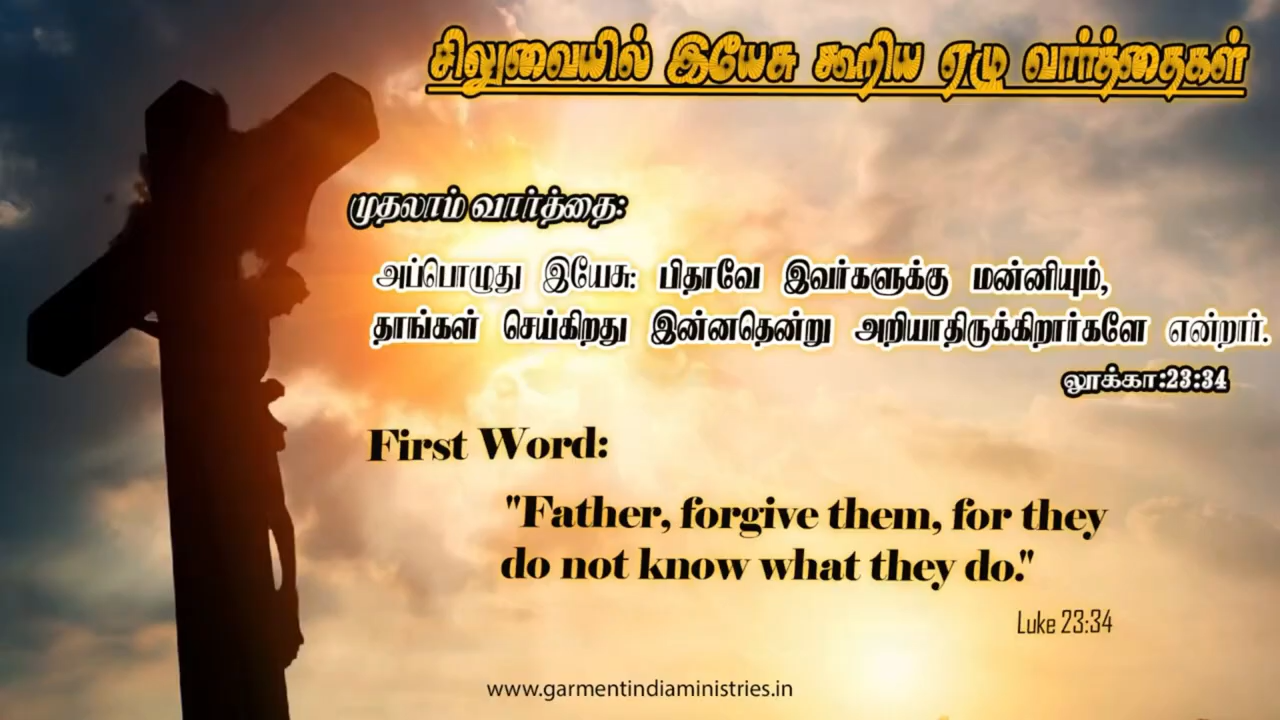 சிலுவையில் இயேசு கூறிய ஏழு வார்த்தைகள்
முதலாம் வார்த்தை:
அப்பொழுது இயேசு: பிதாவே இவர்களுக்கு மன்னியும்,
தாங்கள் செய்கிறது இன்னதென்று அறியாதிருக்கிறார்களே என்றார்.
லூக்கா:23:34
First Word:
"Father, forgive them, for they
do not know what they do."
Luke 23:34
www.garmentindiaministries.in